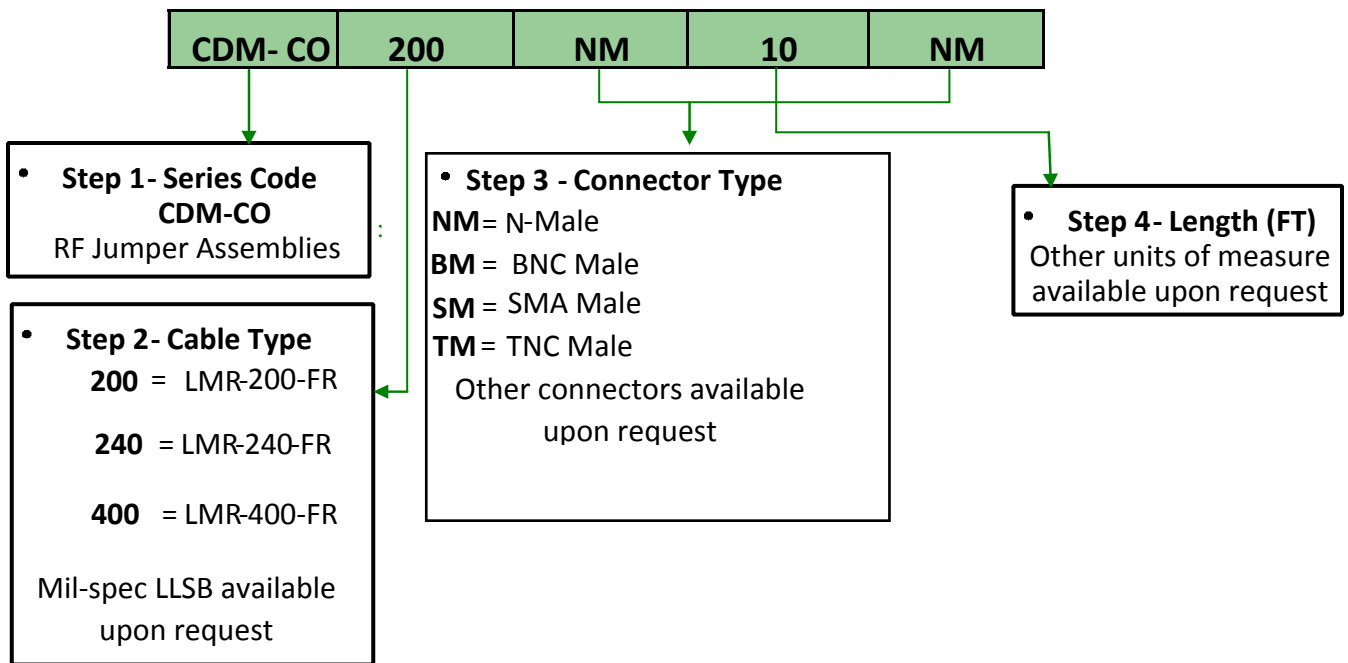 CDM- CO 200 NM 10 NM
• Step 1- Series Code
CDM-CO
RF Jumper Assemblies
:
• Step 2- Cable Type
200 = LMR-200-FR
240 = LMR-240-FR
400 = LMR-400-FR
Mil-spec LLSB available
upon request
• Step 3 - Connector Type
NM = N-Male
BM = BNC Male
SM = SMA Male
TM = TNC Male
Other connectors available
upon request
• Step 4- Length (FT)
Other units of measure
available upon request